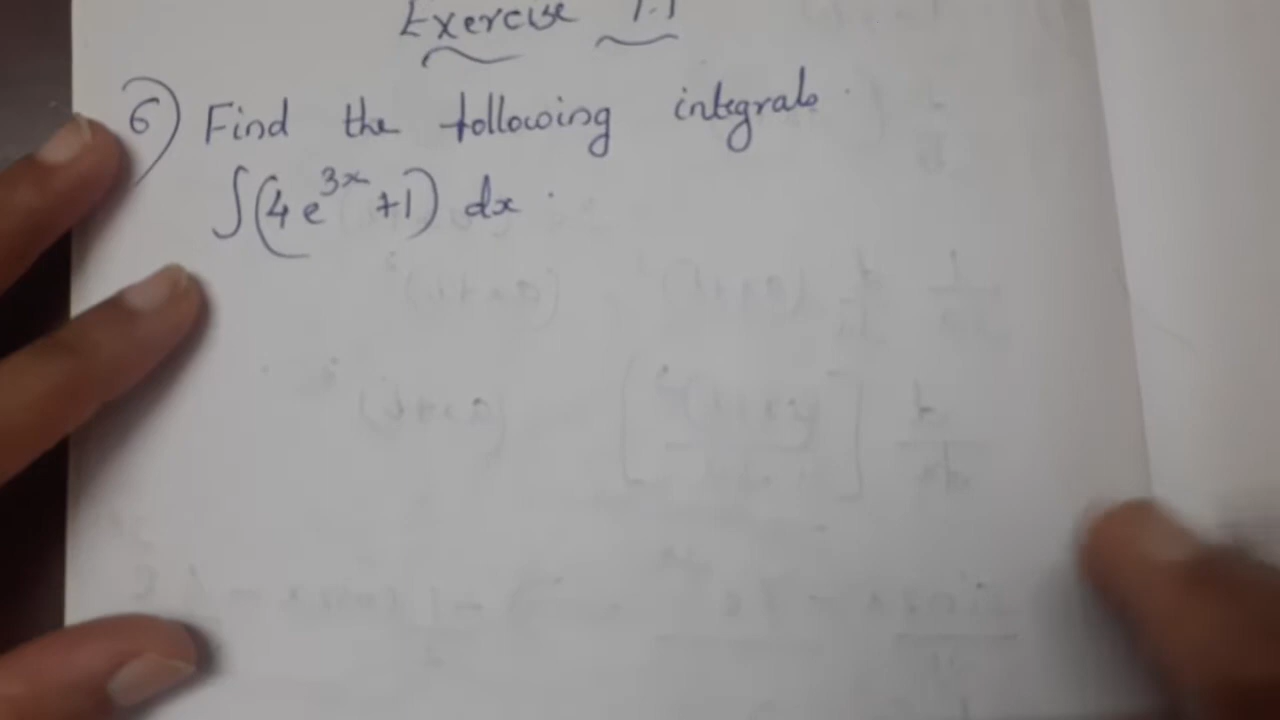 Exercise 7.1
6) Find the following integrals.
∫(4e^{3x}+1) dx.